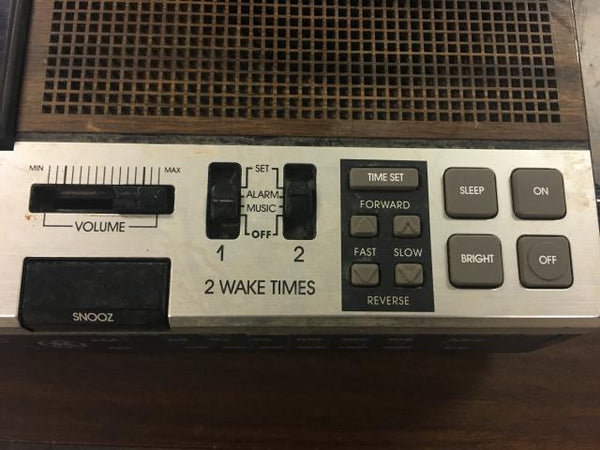 MIN MAX
VOLUME
SNOOZ
SET
ALARM
MUSIC
OFF
1 2
2 WAKE TIMES
TIME SET
FORWARD
FAST SLOW
REVERSE
SLEEP ON
BRIGHT OFF